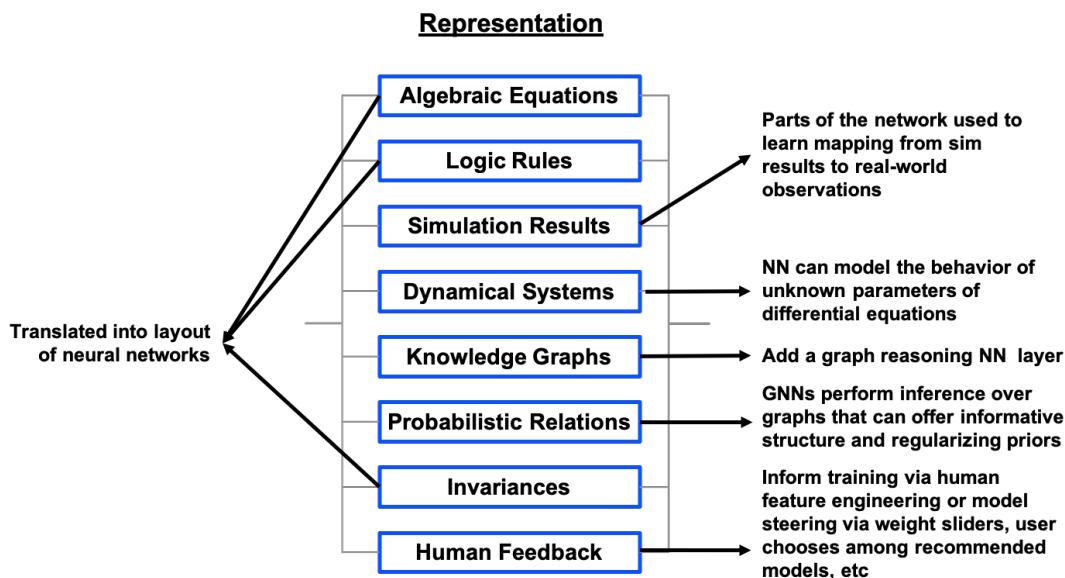 Representation
Algebraic Equations
Logic Rules
Simulation Results
Dynamical Systems
Knowledge Graphs
Probabilistic Relations
Invariances
Human Feedback
Translated into layout
of neural networks
Parts of the network used to
learn mapping from sim
results to real-world
observations
NN can model the behavior of
unknown parameters of
differential equations
Add a graph reasoning NN layer
GNNs perform inference over
graphs that can offer informative
structure and regularizing priors
Inform training via human
feature engineering or model
steering via weight sliders, user
chooses among recommended
models, etc